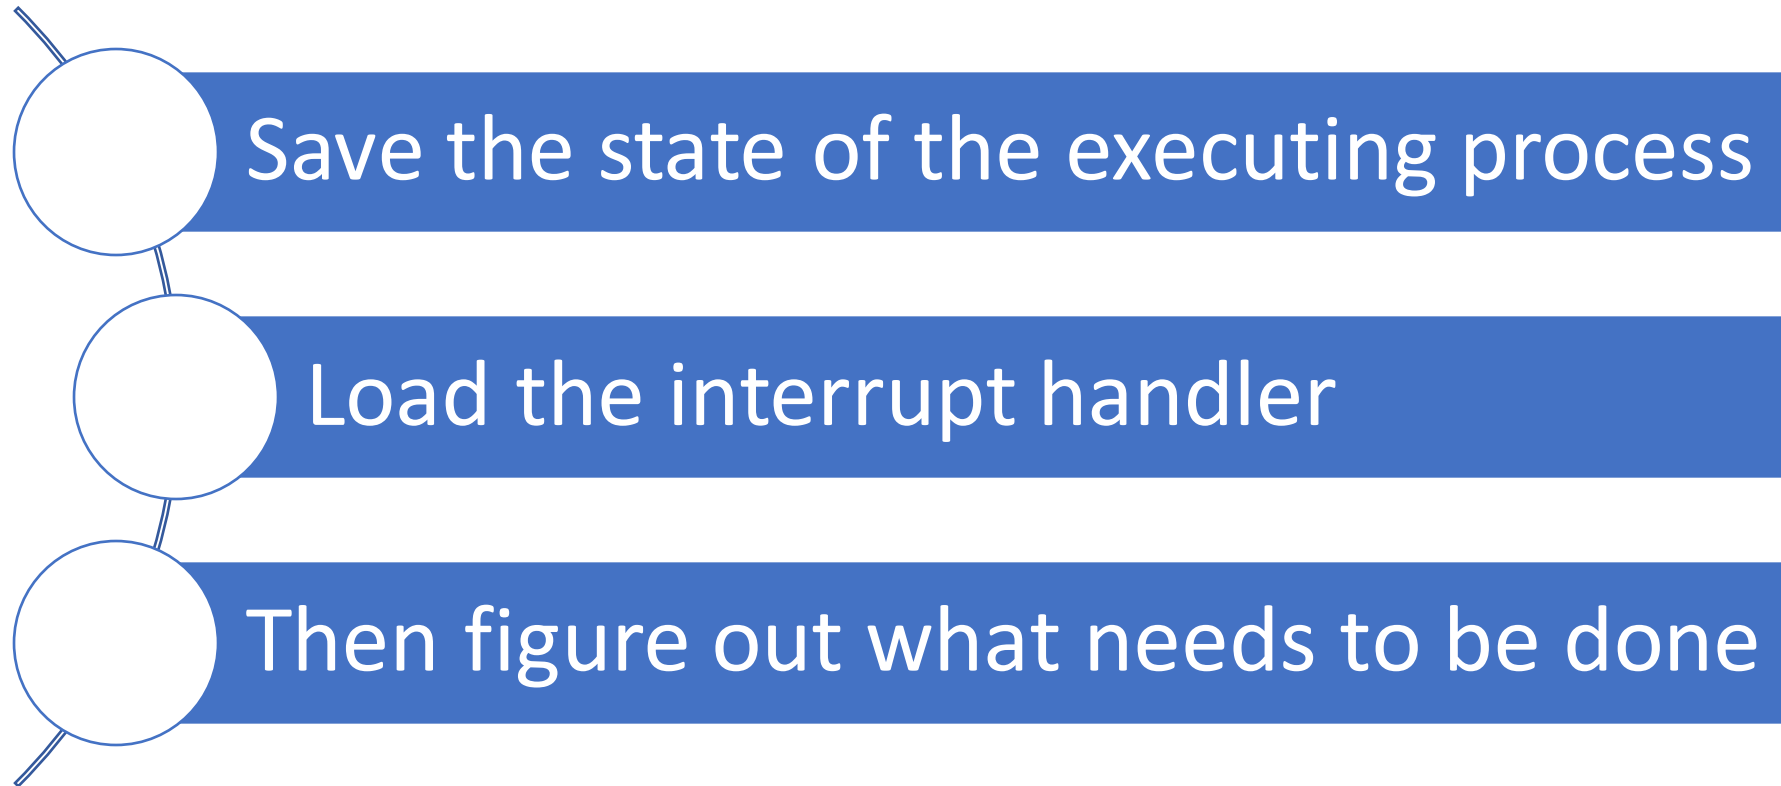 Save the state of the executing process
Load the interrupt handler
Then figure out what needs to be done